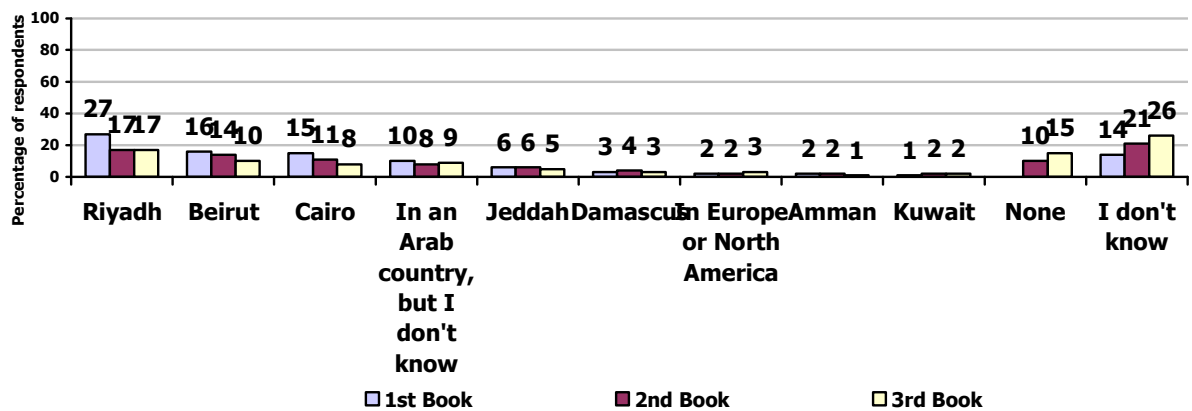 Percentage of respondents
100
80
60
40
20
0
27 17 17 16 14 10 15 11 8 10 8 9 6 6 5 3 4 3 2 2 3 2 2 1 1 2 2 10 15 14 21 26
Riyadh Beirut Cairo In an Jeddah Damascus In Europe Amman Kuwait None I don't
Arab or North know
country, America
but I
don't
know
1st Book 2nd Book 3rd Book